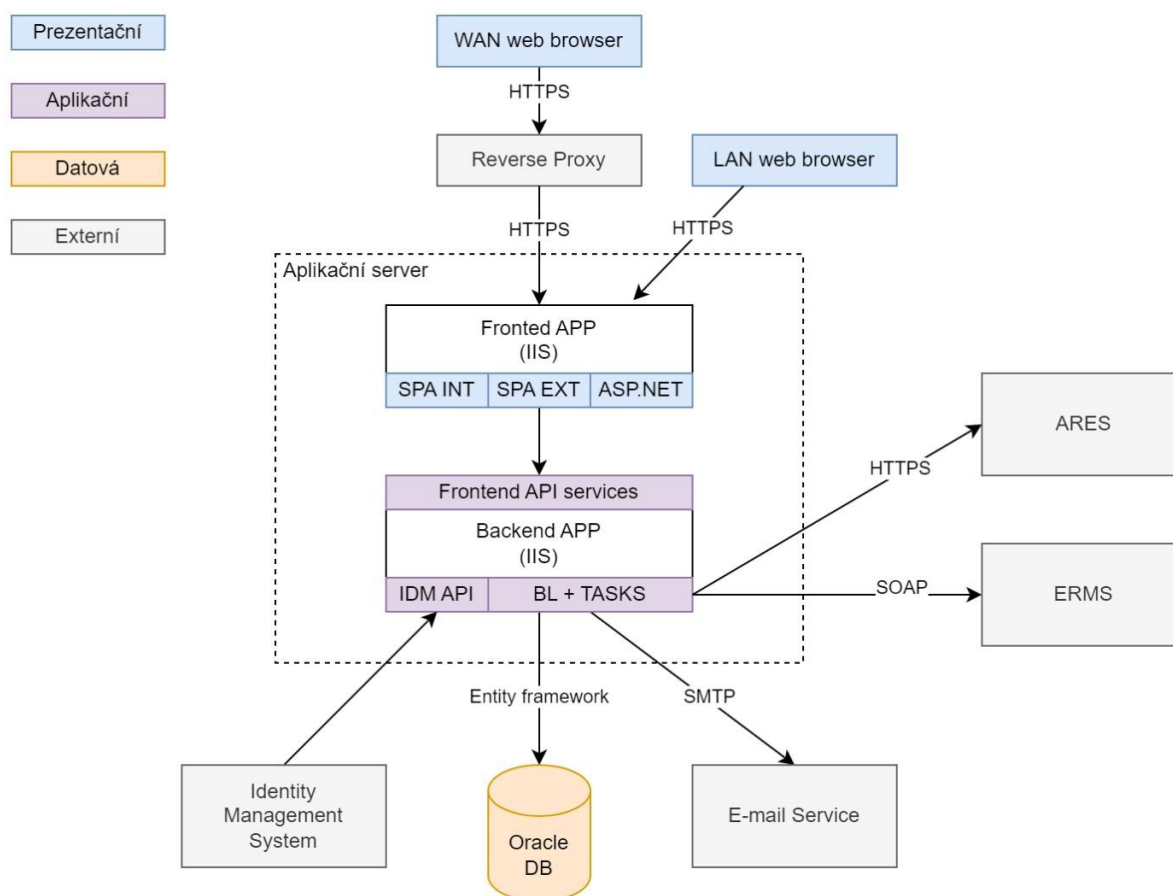 Prezentační
WAN web browser
HTTPS
Aplikační
Reverse Proxy
LAN web browser
Datová
HTTPS
HTTPS
Externí
Aplikační server
Fronted APP
(IIS)
SPA INT
SPA EXT
ASP.NET
ARES
HTTPS
Frontend API services
Backend APP
(IIS)
IDM API
BL + TASKS
SOAP
ERMS
Entity framework
SMTP
Identity
Management
System
Oracle
DB
E-mail Service